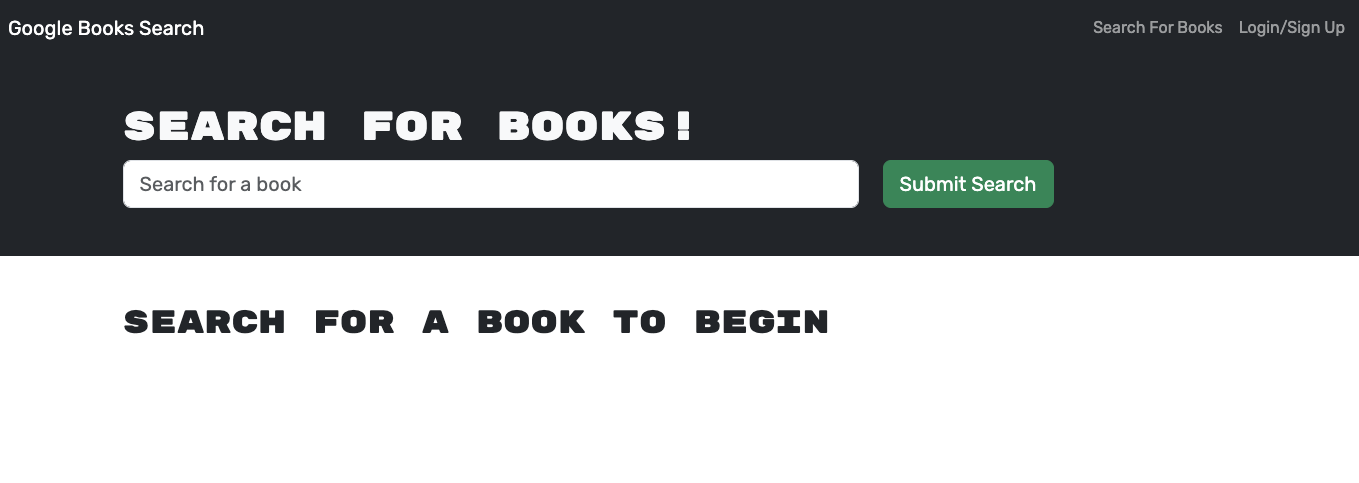 Google Books Search
Search For Books Login/Sign Up
SEARCH FOR BOOKS!
Search for a book
Submit Search
SEARCH FOR A BOOK TO BEGIN